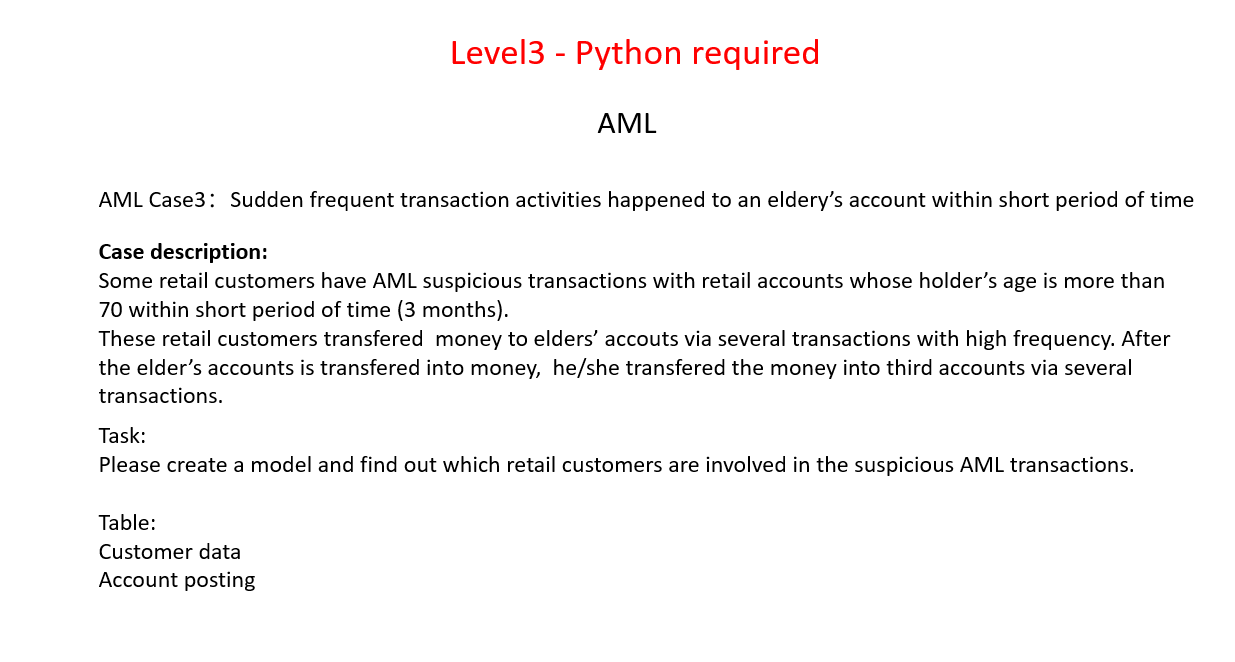 Level3 - Python required
AML
AML Case3：Sudden frequent transaction activities happened to an eldery’s account within short period of time
Case description:
Some retail customers have AML suspicious transactions with retail accounts whose holder’s age is more than
70 within short period of time (3 months).
These retail customers transfered  money to elders’ accouts via several transactions with high frequency. After
the elder’s accounts is transfered into money,  he/she transfered the money into third accounts via several
transactions.
Task:
Please create a model and find out which retail customers are involved in the suspicious AML transactions.
Table:
Customer data
Account posting